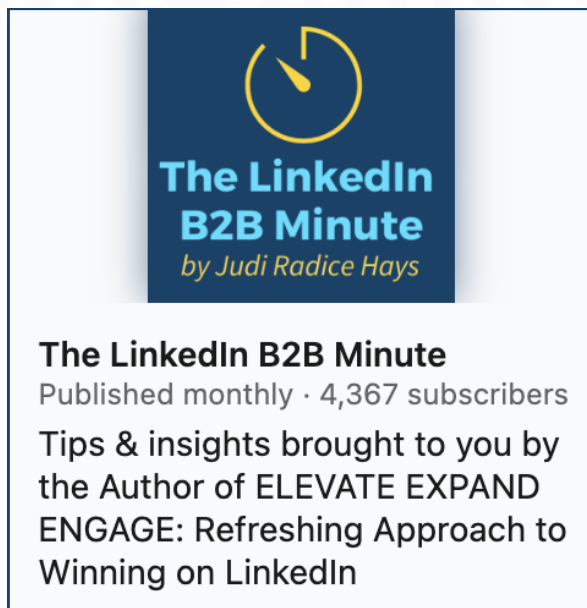 The LinkedIn
B2B Minute
by Judi Radice Hays
The LinkedIn B2B Minute
Published monthly · 4,367 subscribers
Tips & insights brought to you by
the Author of ELEVATE EXPAND
ENGAGE: Refreshing Approach to
Winning on LinkedIn